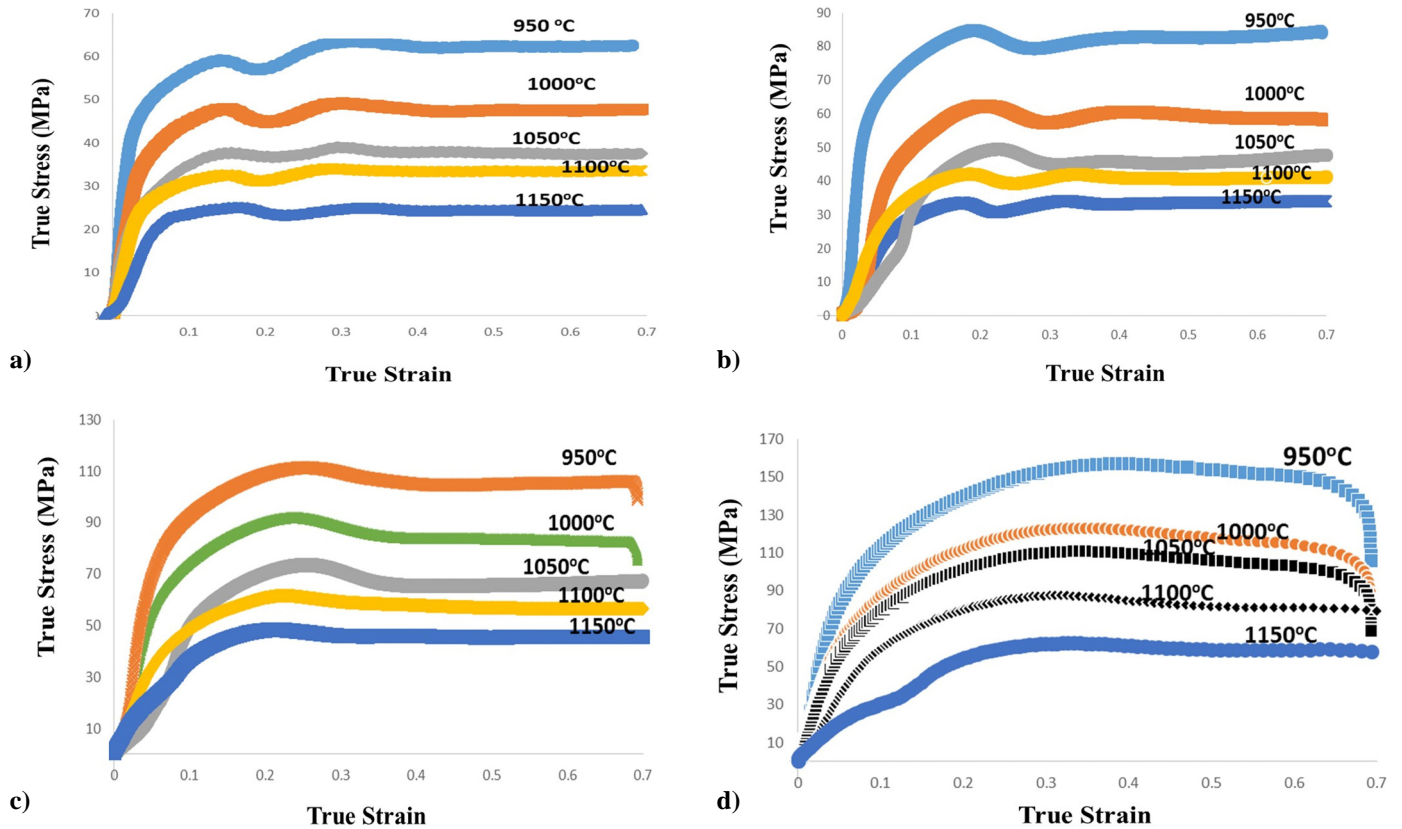 70
60
50
40
30
20
10
0.1
0.2
0.3
0.4
0.5
0.6
0.7
950 °C
1000°C
1050°C
1100°C
1150°C
True Stress (MPa)
True Strain
a)
90
80
70
60
50
40
30
20
10
0
0
0.1
0.2
0.3
0.4
0.5
0.6
0.7
950°C
1000°C
1050°C
1100°C
1150°C
True Stress (MPa)
True Strain
b)
130
110
90
70
50
30
10
0
0.1
0.2
0.3
0.4
0.5
0.6
0.7
950°C
1000°C
1050°C
1100°C
1150°C
True Stress (MPa)
True Strain
c)
170
150
130
110
90
70
50
30
10
0
0.1
0.2
0.3
0.4
0.5
0.6
0.7
950°C
1000°C
1050°C
1100°C
1150°C
True Stress (MPa)
True Strain
d)